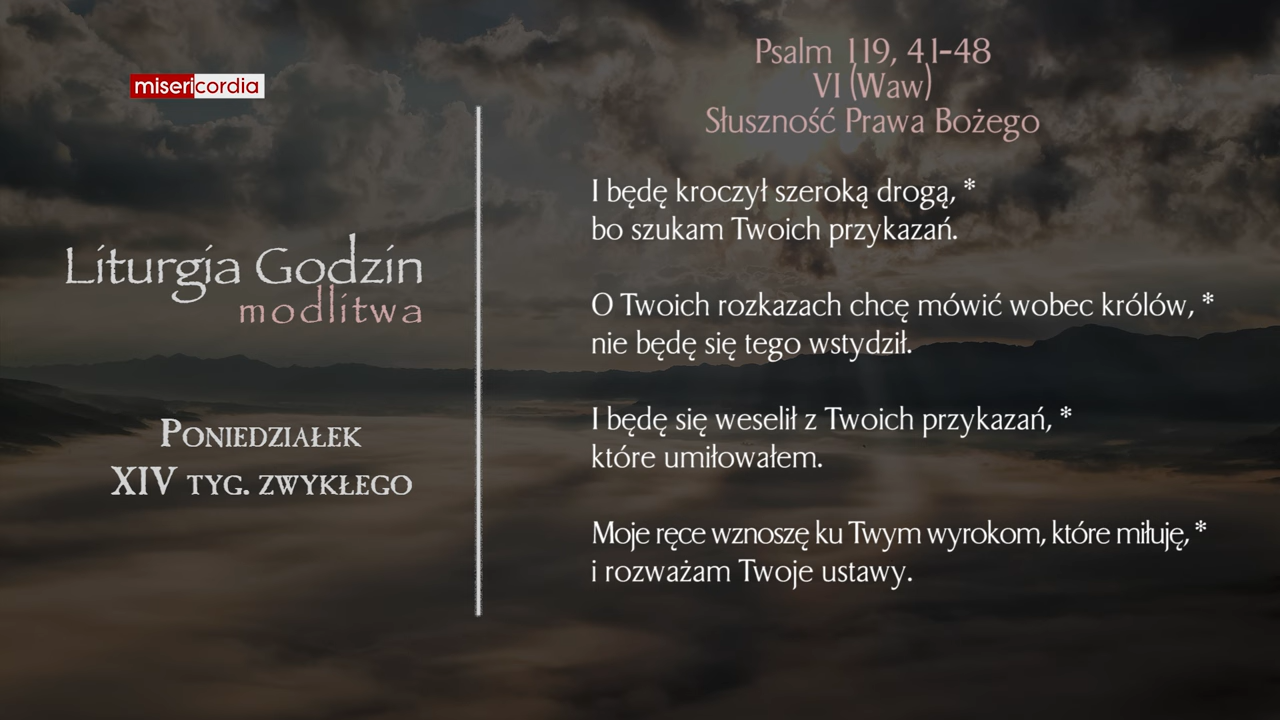 misericordia
Liturgia Godzin
modlitwa
Poniedziałek
XIV tyg. zwykłego
Psalm 119, 41-48
VI (Waw)
Słuszność Prawa Bożego
I będę kroczył szeroką drogą, *
bo szukam Twoich przykazań.
O Twoich rozkazach chcę mówić wobec królów, *
nie będę się tego wstydził.
I będę się weselił z Twoich przykazań, *
które umiłowałem.
Moje ręce wznoszę ku Twym wyrokom, które miłuję, *
i rozważam Twoje ustawy.